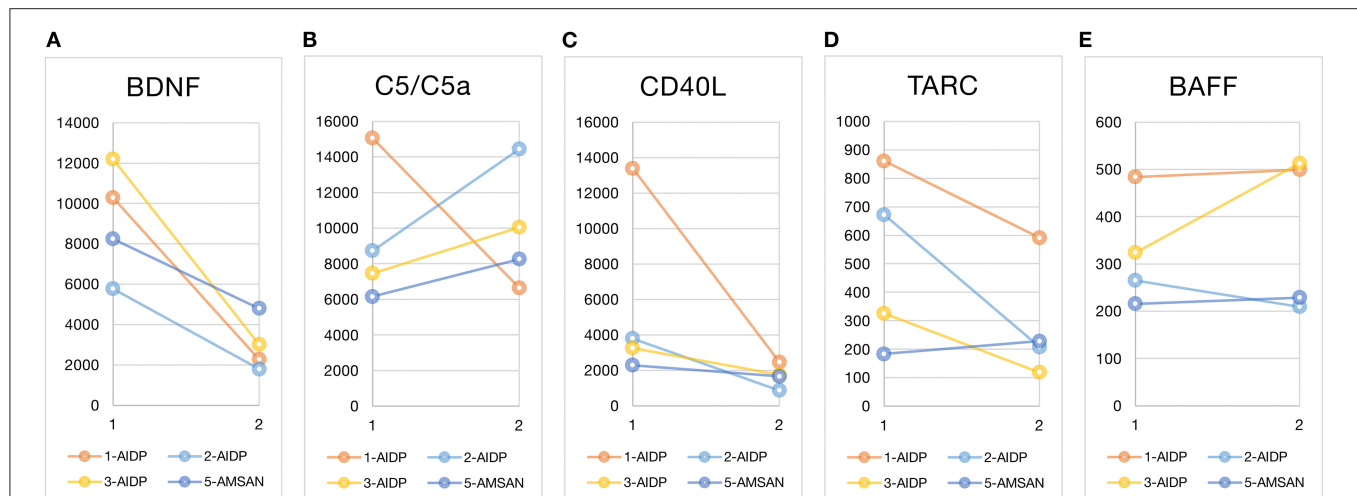 A
BDNF
14000
12000
10000
8000
6000
4000
2000
0
1 2
1-AIDP 2-AIDP
3-AIDP 5-AMSAN
B
C5/C5a
16000
14000
12000
10000
8000
6000
4000
2000
0
1 2
1-AIDP 2-AIDP
3-AIDP 5-AMSAN
C
CD40L
16000
14000
12000
10000
8000
6000
4000
2000
0
1 2
1-AIDP 2-AIDP
3-AIDP 5-AMSAN
D
TARC
1000
900
800
700
600
500
400
300
200
100
0
1 2
1-AIDP 2-AIDP
3-AIDP 5-AMSAN
E
BAFF
600
500
400
300
200
100
0
1 2
1-AIDP 2-AIDP
3-AIDP 5-AMSAN